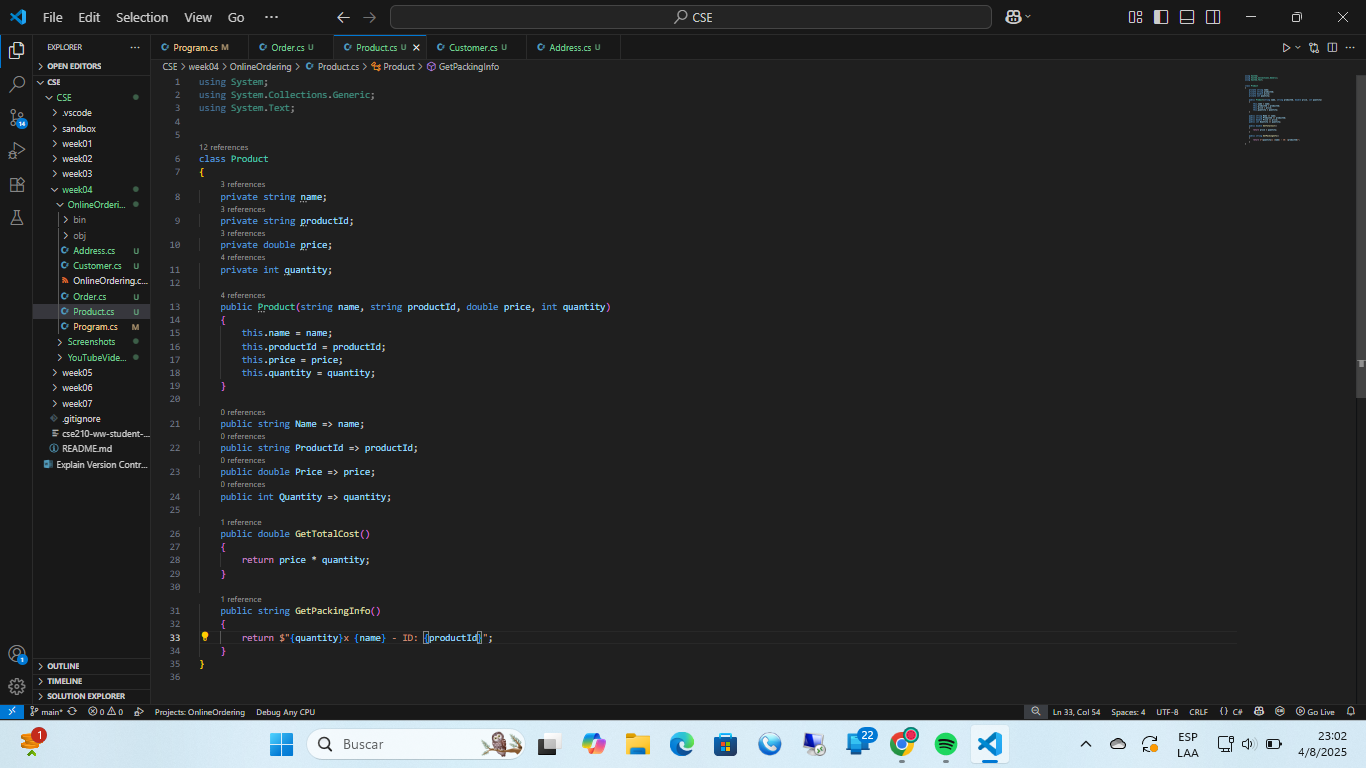 File Edit Selection View Go ···
CSE
EXPLORER ···
OPEN EDITORS
CSE
CSE
.vscode
sandbox
week01
week02
week03
week04
OnlineOrderi...
bin
obj
Address.cs U
Customer.cs U
OnlineOrdering.c...
Order.cs U
Product.cs U
Program.cs M
Screenshots
YouTubeVide...
week05
week06
week07
.gitignore
cse210-ww-student-...
README.md
Explain Version Contr...
OUTLINE
TIMELINE
SOLUTION EXPLORER
14
1
Program.cs M
Order.cs U
Product.cs U
Customer.cs U
Address.cs U
CSE > week04 > OnlineOrdering > Product.cs > Product > GetPackingInfo
1 using System;
2 using System.Collections.Generic;
3 using System.Text;
4
5
12 references
6 class Product
7 {
3 references
8 private string name;
3 references
9 private string productId;
3 references
10 private double price;
4 references
11 private int quantity;
12
4 references
13 public Product(string name, string productId, double price, int quantity)
14 {
15 this.name = name;
16 this.productId = productId;
17 this.price = price;
18 this.quantity = quantity;
19 }
20
0 references
21 public string Name => name;
0 references
22 public string ProductId => productId;
0 references
23 public double Price => price;
0 references
24 public int Quantity => quantity;
25
1 reference
26 public double GetTotalCost()
27 {
28 return price * quantity;
29 }
30
1 reference
31 public string GetPackingInfo()
32 {
33 return $"{quantity}x {name} - ID: {productId}";
34 }
35 }
36
main* 0 0 Projects: OnlineOrdering Debug Any CPU
Ln 33, Col 54 Spaces: 4 UTF-8 CRLF {} C# Go Live
1
Buscar
22
ESP
LAA
23:02
4/8/2025